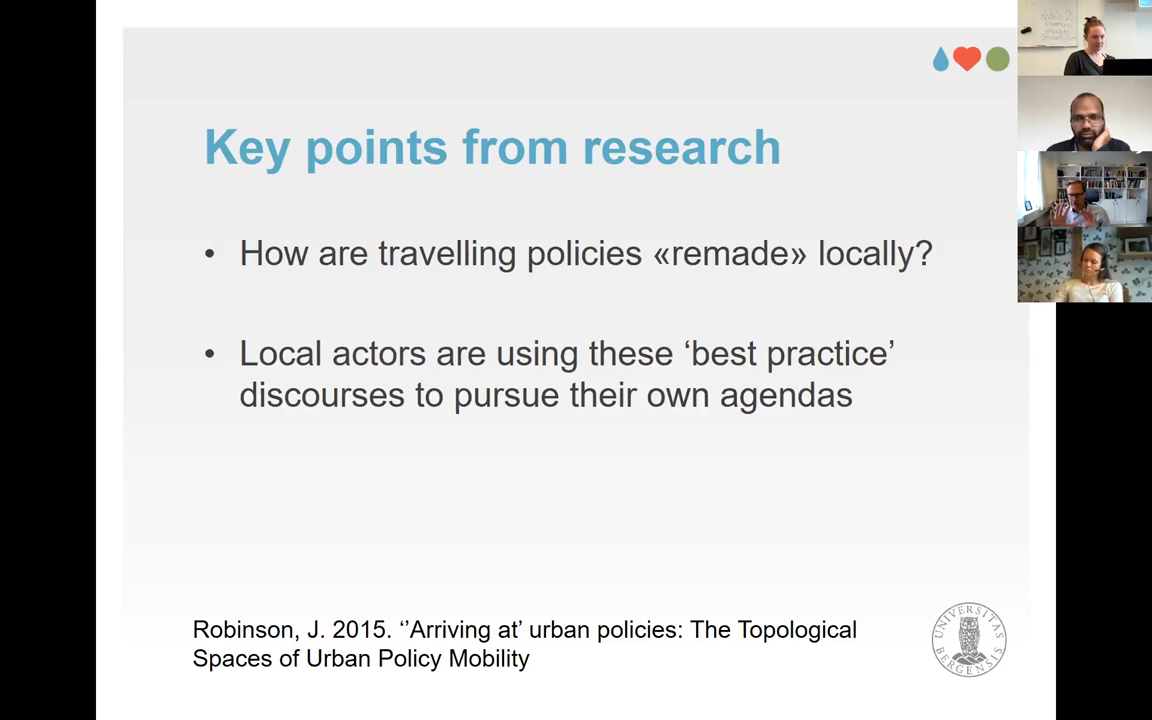 Key points from research
• How are travelling policies «remade» locally?
• Local actors are using these ‘best practice’
discourses to pursue their own agendas
Robinson, J. 2015. ‘’Arriving at’ urban policies: The Topological
Spaces of Urban Policy Mobility
UNIVERSITAS
BERGENSIS